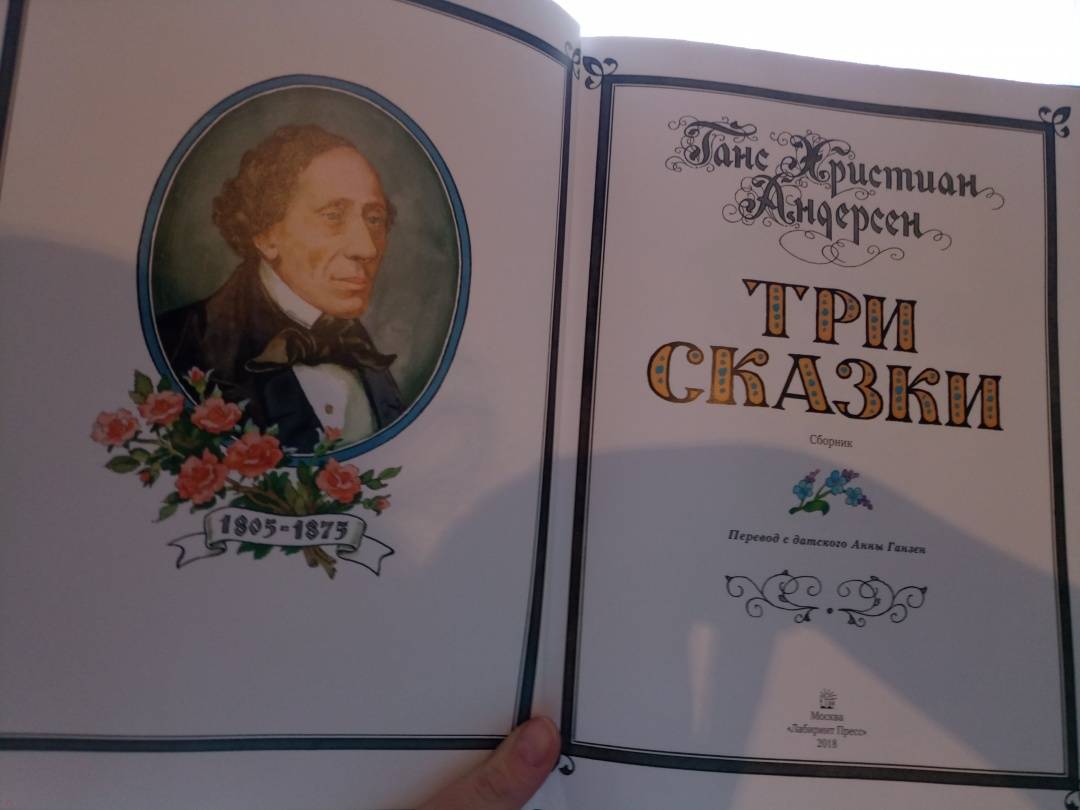 1805-1875
Ганс Христиан
Андерсен
ТРИ
СКАЗКИ
Сборник
Перевод с датского Анны Ганзен
Москва
«Лабиринт Пресс»
2018